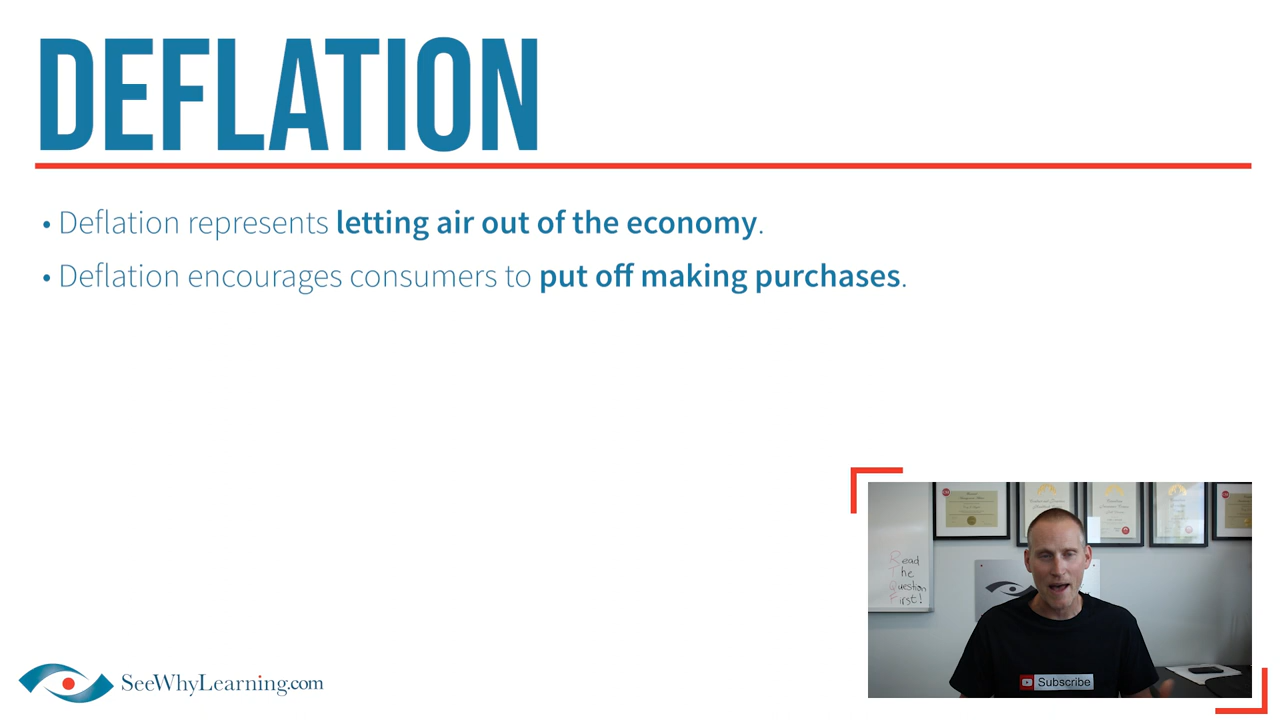 DEFLATION
• Deflation represents letting air out of the economy.
• Deflation encourages consumers to put off making purchases.
Read
The
Question
First!
Subscribe
SeeWhyLearning.com